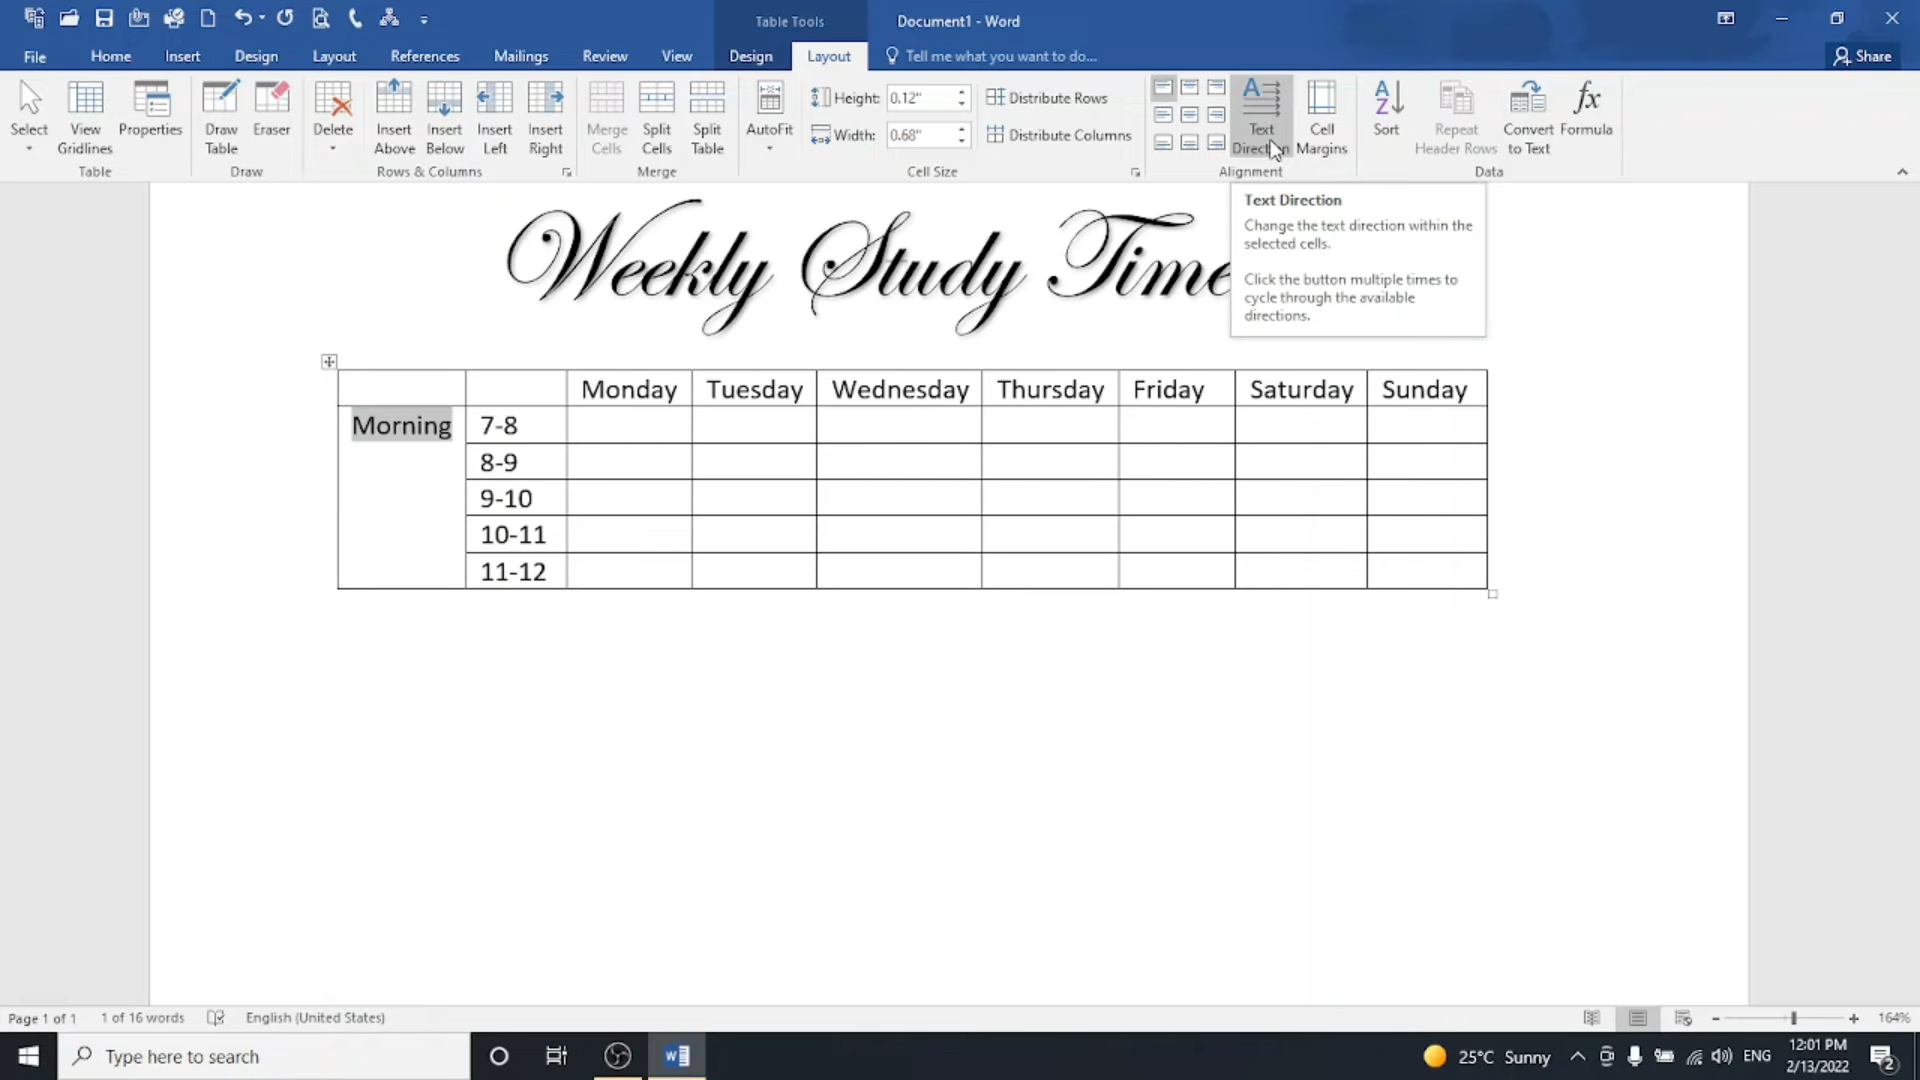 Table Tools
Document1 - Word
File Home Insert Design Layout References Mailings Review View Design Layout Tell me what you want to do... Share
Select
View Gridlines
Properties
Table
Draw Table
Eraser
Draw
Delete
Insert Above
Insert Below
Insert Left
Insert Right
Rows & Columns
Merge Cells
Split Cells
Split Table
Merge
AutoFit
Height: 0.12"
Width: 0.68"
Distribute Rows
Distribute Columns
Cell Size
A
Text Direction
Cell Margins
Alignment
A
Z
Sort
Repeat Header Rows
Convert to Text
fx
Formula
Data
Text Direction
Change the text direction within the
selected cells.
Click the button multiple times to
cycle through the available
directions.
Weekly Study Time
Monday Tuesday Wednesday Thursday Friday Saturday Sunday
Morning 7-8
8-9
9-10
10-11
11-12
Page 1 of 1 1 of 16 words English (United States) 164%
Type here to search
25°C Sunny
ENG
12:01 PM
2/13/2022
2